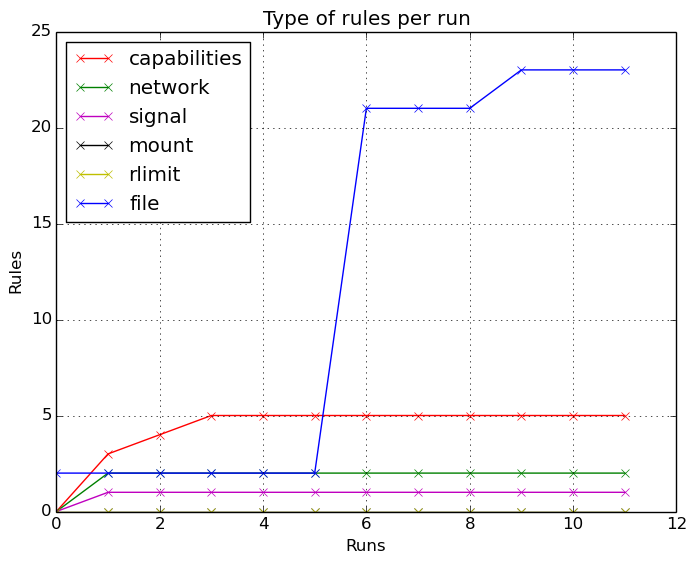 Type of rules per run
25
20
15
10
5
0
Rules
capabilities
network
signal
mount
rlimit
file
0 2 4 6 8 10 12
Runs